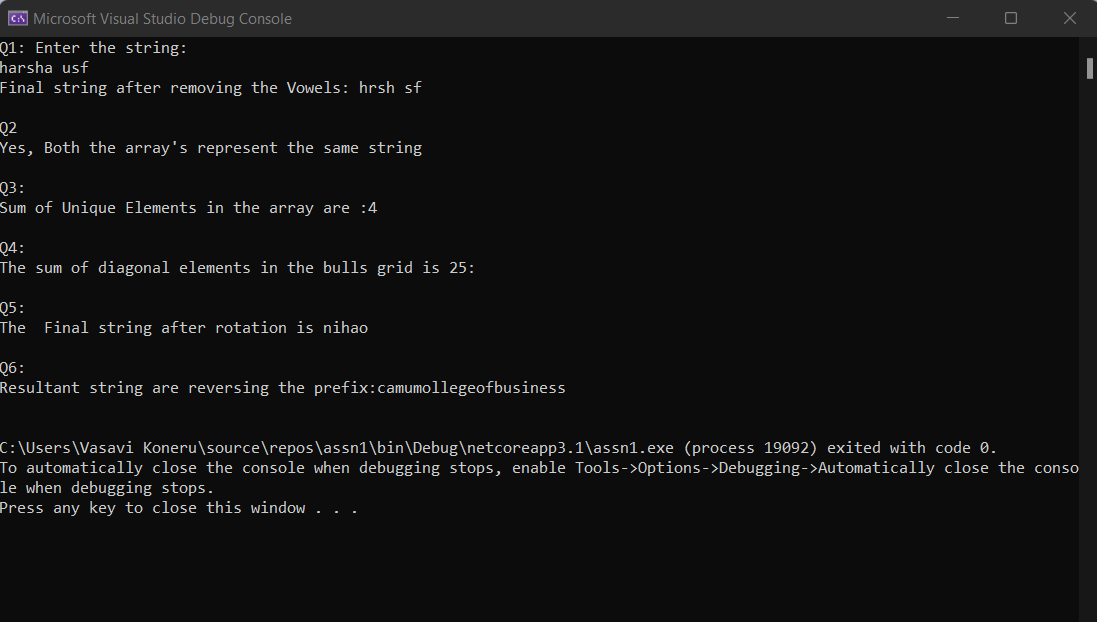 Microsoft Visual Studio Debug Console
Q1: Enter the string:
harsha usf
Final string after removing the Vowels: hrsh sf
Q2
Yes, Both the array's represent the same string
Q3:
Sum of Unique Elements in the array are :4
Q4:
The sum of diagonal elements in the bulls grid is 25:
Q5:
The  Final string after rotation is nihao
Q6:
Resultant string are reversing the prefix:camumollegeofbusiness
C:\Users\Vasavi Koneru\source\repos\assn1\bin\Debug\netcoreapp3.1\assn1.exe (process 19092) exited with code 0.
To automatically close the console when debugging stops, enable Tools->Options->Debugging->Automatically close the conso
le when debugging stops.
Press any key to close this window . . .